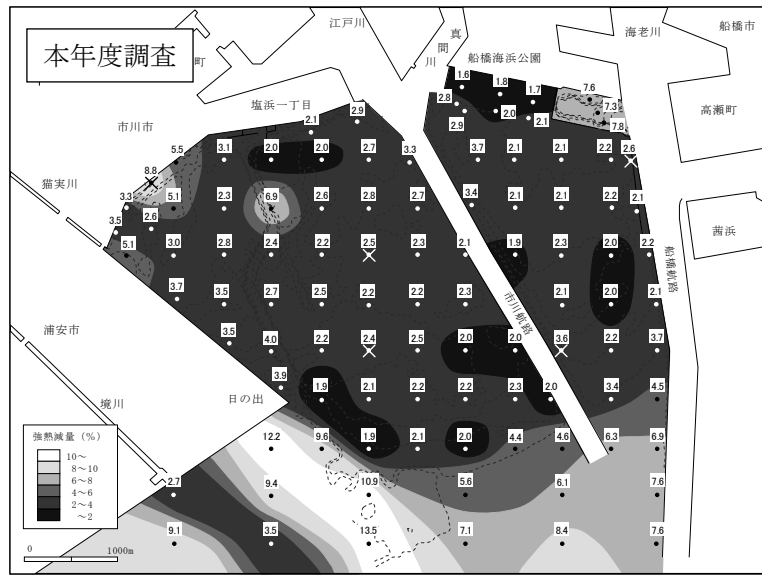 本年度調査
町
江戸川
真間川
船橋海浜公園
海老川
船橋市
高瀬町
塩浜一丁目
市川市
猫実川
浦安市
境川
日の出
茜浜
船橋航路
市川航路
1.6 1.8 1.7 7.6
2.8 7.3
2.9 2.0 2.1 7.8
2.1 2.9
5.5 3.1 2.0 2.0 2.7 3.3 3.7 2.1 2.1 2.2 2.6
8.8
3.3 5.1 2.3 6.9 2.6 2.8 2.7 3.4 2.1 2.1 2.2 2.1
3.5 2.6
5.1 3.0 2.8 2.4 2.2 2.5 2.3 2.1 1.9 2.3 2.0 2.2
3.7 3.5 2.7 2.5 2.2 2.2 2.3 2.1 2.0 2.1
3.5 4.0 2.2 2.4 2.5 2.0 2.0 3.6 2.2 3.7
3.9 1.9 2.1 2.2 2.2 2.3 2.0 3.4 4.5
12.2 9.6 1.9 2.1 2.0 4.4 4.6 6.3 6.9
2.7 9.4 10.9 5.6 6.1 7.6
9.1 3.5 13.5 7.1 8.4 7.6
強熱減量（%）
10～
8～10
6～8
4～6
2～4
～2
0 1000m